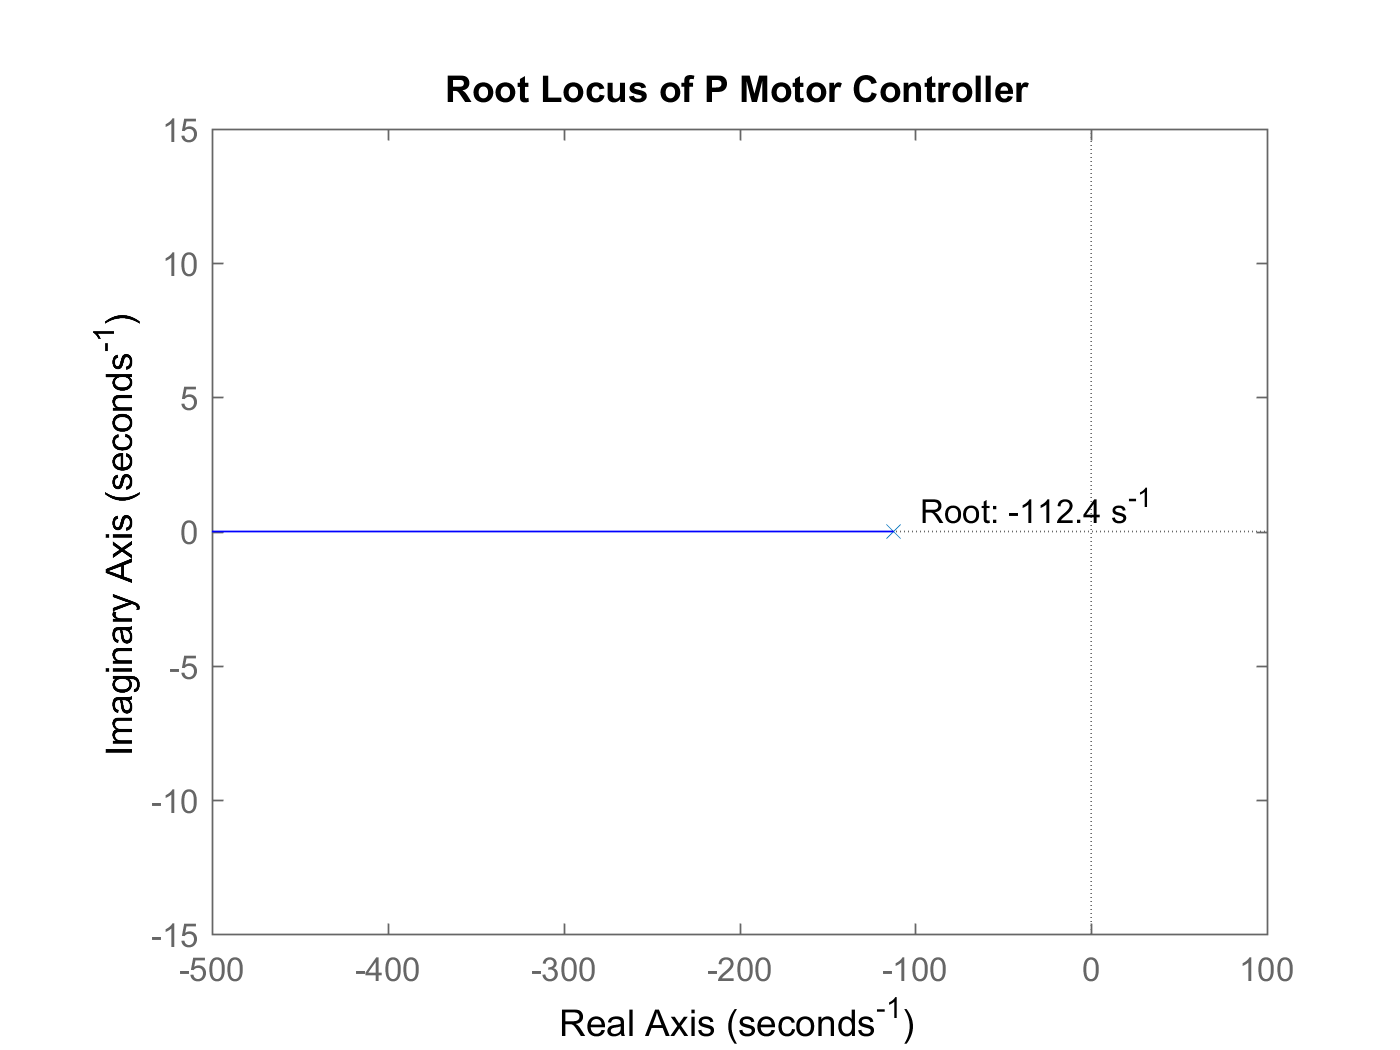 Root Locus of P Motor Controller
15
10
5
0
-5
-10
-15
Imaginary Axis (seconds⁻¹)
Root: -112.4 s⁻¹
-500 -400 -300 -200 -100 0 100
Real Axis (seconds⁻¹)